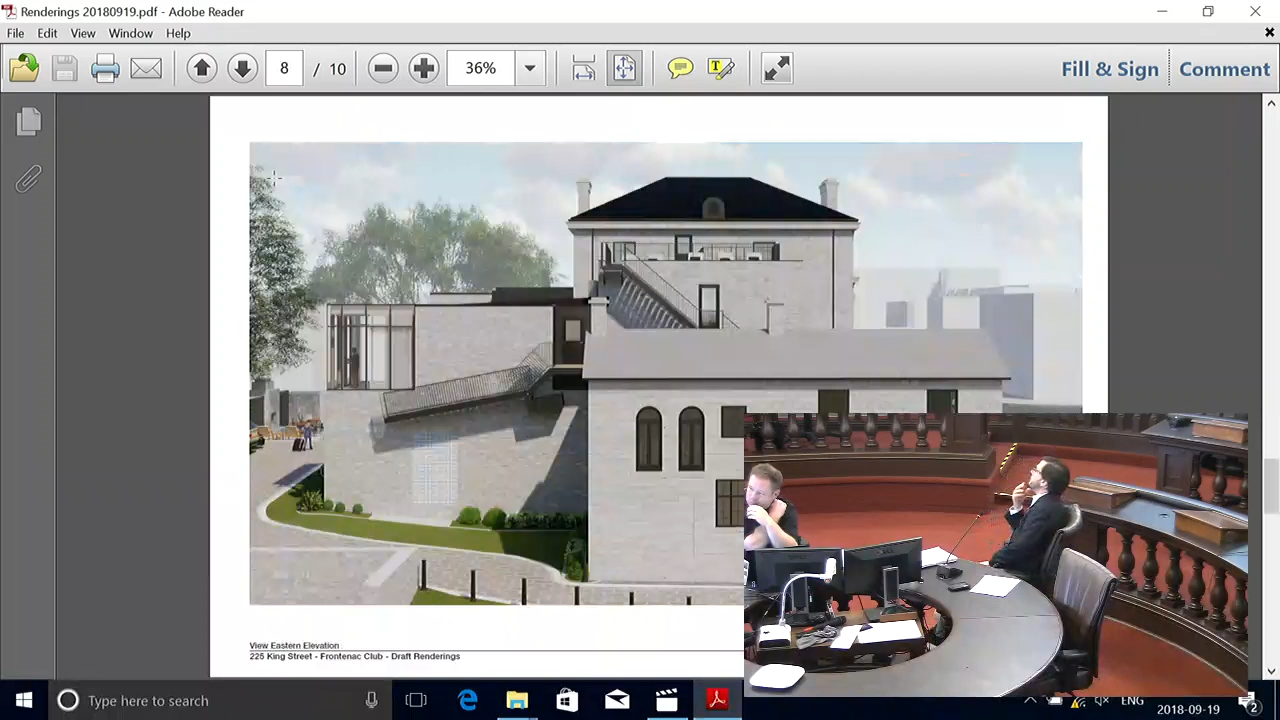 Renderings 20180919.pdf - Adobe Reader
File Edit View Window Help
8 / 10 36% Fill & Sign Comment
View Eastern Elevation
225 King Street - Frontenac Club - Draft Renderings
Type here to search
ENG
2018-09-19
2